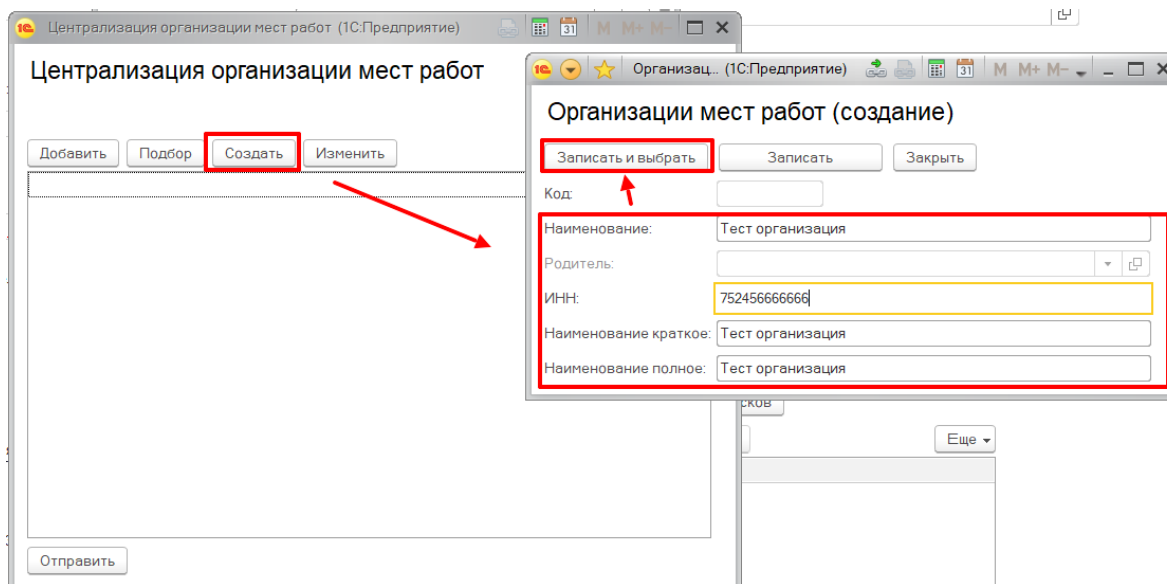 Централизация организации мест работ (1С:Предприятие)
31 M M+ M-
Централизация организации мест работ
Добавить Подбор Создать Изменить
Отправить
Организац... (1С:Предприятие)
31 M M+ M-
Организации мест работ (создание)
Записать и выбрать Записать Закрыть
Код:
Наименование: Тест организация
Родитель:
ИНН: 752456666666
Наименование краткое: Тест организация
Наименование полное: Тест организация
сков
Еще